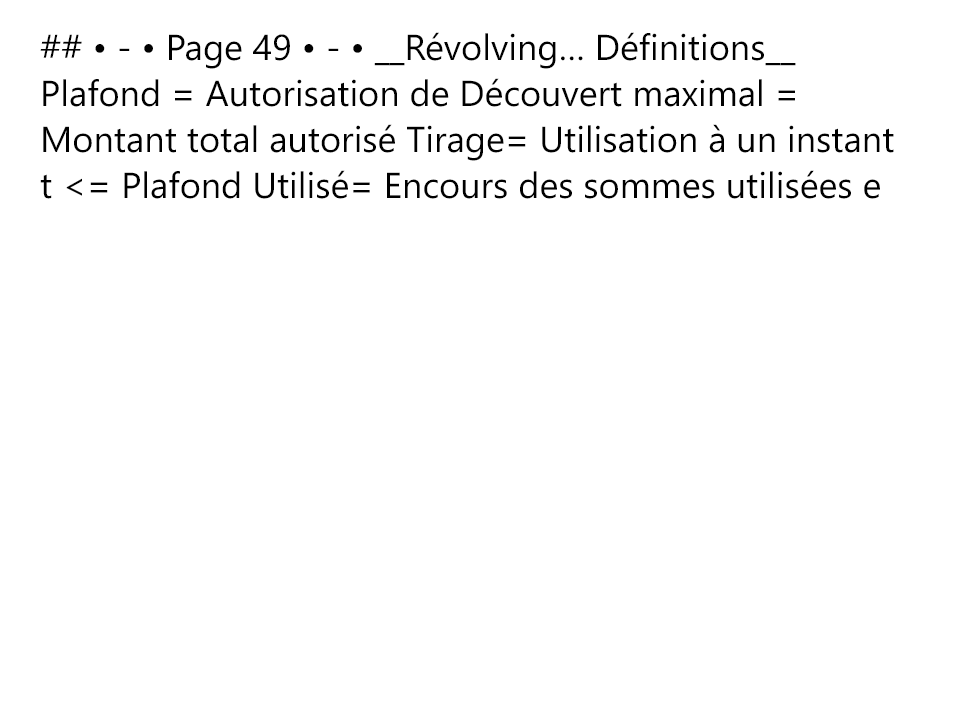 ## • - • Page 49 • - • __Révolving... Définitions__
Plafond = Autorisation de Découvert maximal =
Montant total autorisé Tirage= Utilisation à un instant
t <= Plafond Utilisé= Encours des sommes utilisées e